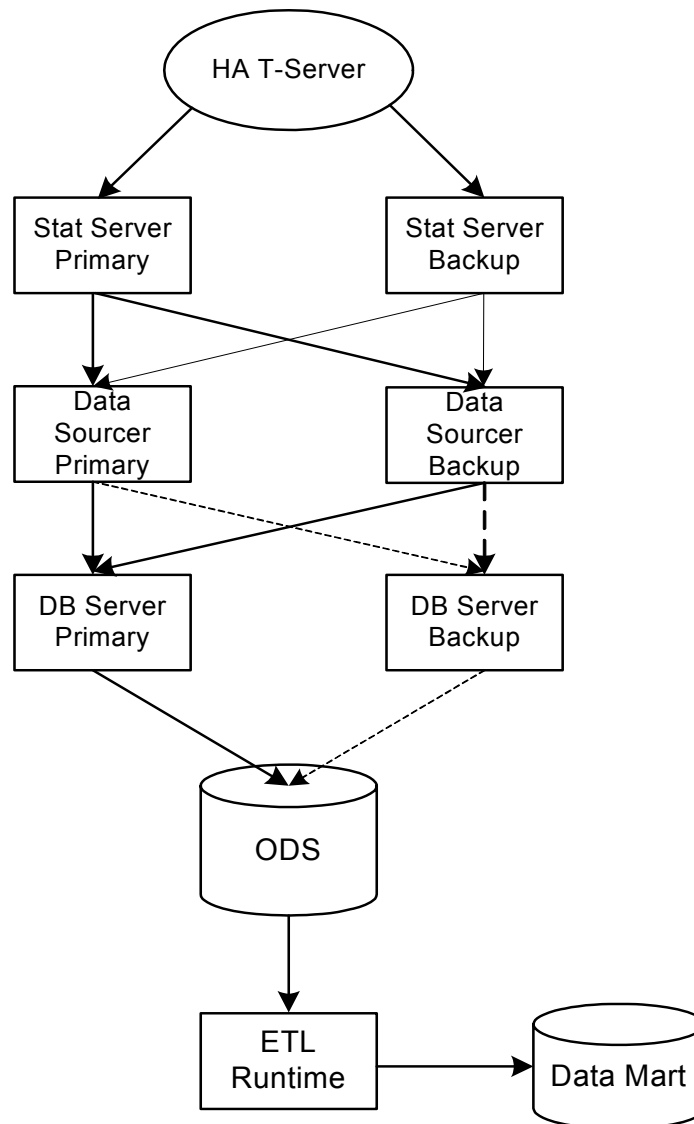 HA T-Server
Stat Server
Primary
Stat Server
Backup
Data
Sourcer
Primary
Data
Sourcer
Backup
DB Server
Primary
DB Server
Backup
ODS
ETL
Runtime
Data Mart